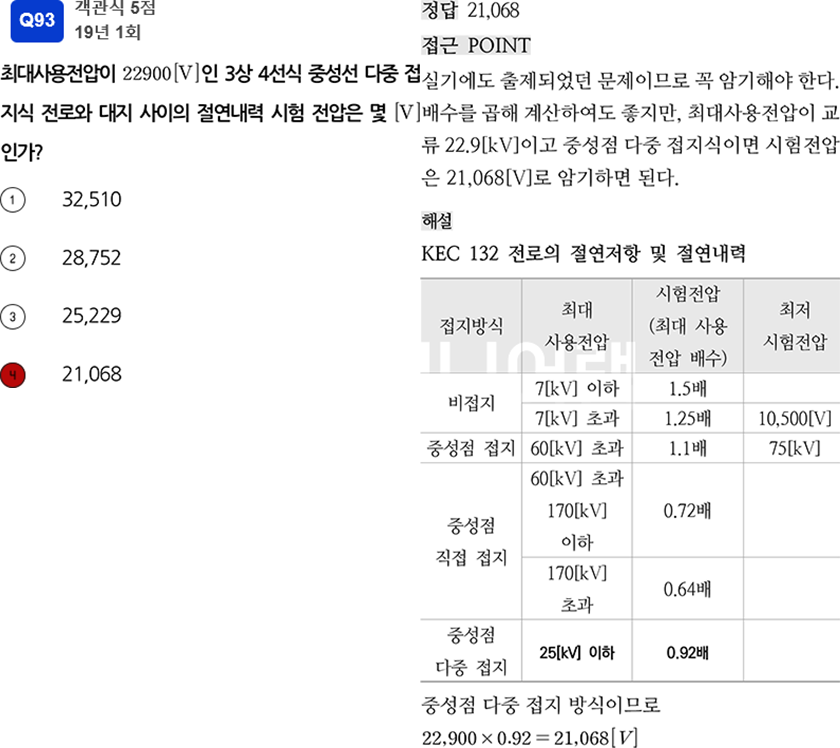 Q93
객관식 5점
19년 1회
최대사용전압이 22900[V]인 3상 4선식 중성선 다중 접
지식 전로와 대지 사이의 절연내력 시험 전압은 몇 [V]
인가?
1 32,510
2 28,752
3 25,229
4 21,068
정답 21,068
접근 POINT
실기에도 출제되었던 문제이므로 꼭 암기해야 한다.
배수를 곱해 계산하여도 좋지만, 최대사용전압이 교
류 22.9[kV]이고 중성점 다중 접지식이면 시험전압
은 21,068[V]로 암기하면 된다.
해설
KEC 132 전로의 절연저항 및 절연내력
접지방식
최대
사용전압
시험전압
(최대 사용
전압 배수)
최저
시험전압
비접지
7[kV] 이하 1.5배
7[kV] 초과 1.25배 10,500[V]
중성점 접지 60[kV] 초과 1.1배 75[kV]
중성점
직접 접지
60[kV] 초과
170[kV]
이하
0.72배
170[kV]
초과
0.64배
중성점
다중 접지
25[kV] 이하 0.92배
중성점 다중 접지 방식이므로
22,900×0.92=21,068[V]